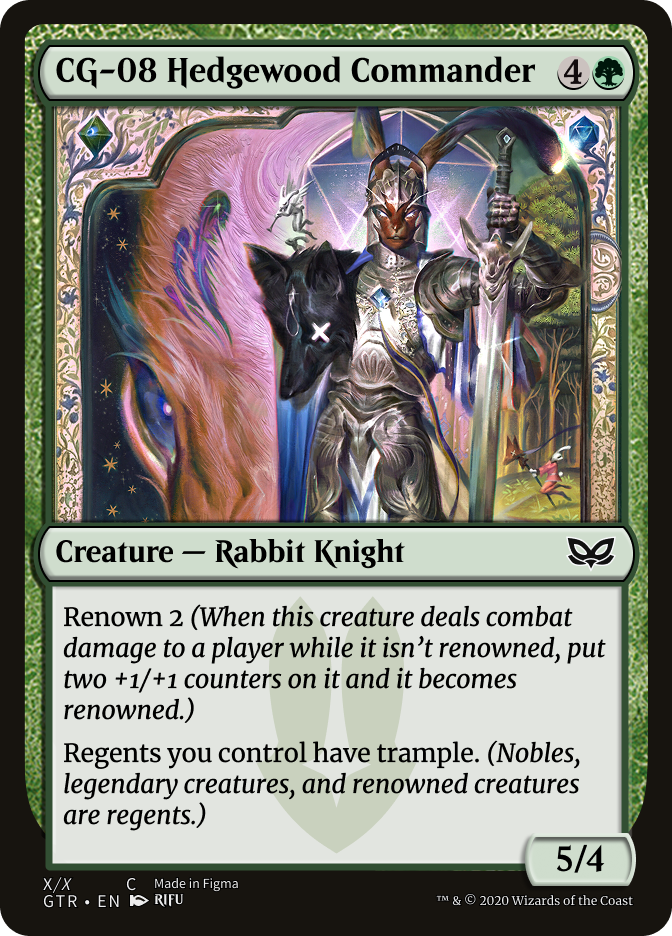 CG-08 Hedgewood Commander 4
Creature — Rabbit Knight
Renown 2 (When this creature deals combat
damage to a player while it isn't renowned, put
two +1/+1 counters on it and it becomes
renowned.)
Regents you control have trample. (Nobles,
legendary creatures, and renowned creatures
are regents.)
5/4
X/X C Made in Figma
GTR • EN RIFU ™ & © 2020 Wizards of the Coast